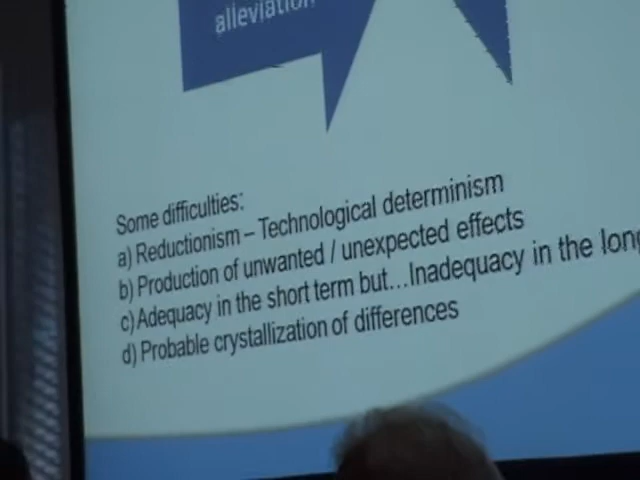 alleviation
Some difficulties:
a) Reductionism – Technological determinism
b) Production of unwanted / unexpected effects
c) Adequacy in the short term but...Inadequacy in the long
d) Probable crystallization of differences